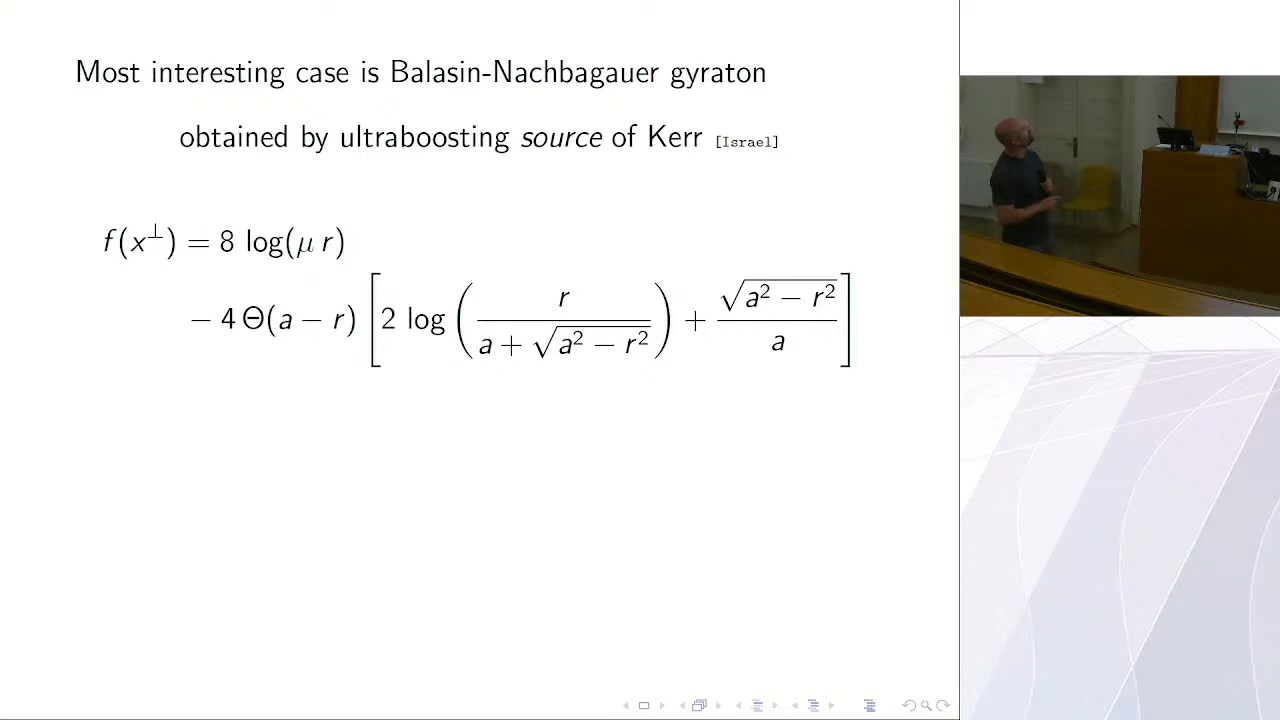 Most interesting case is Balasin-Nachbagauer gyraton
obtained by ultraboosting source of Kerr [Israel]
f(x^⊥) = 8 log(μ r)
− 4 Θ(a − r) [2 log (r / (a + √(a² − r²))) + √(a² − r²) / a]